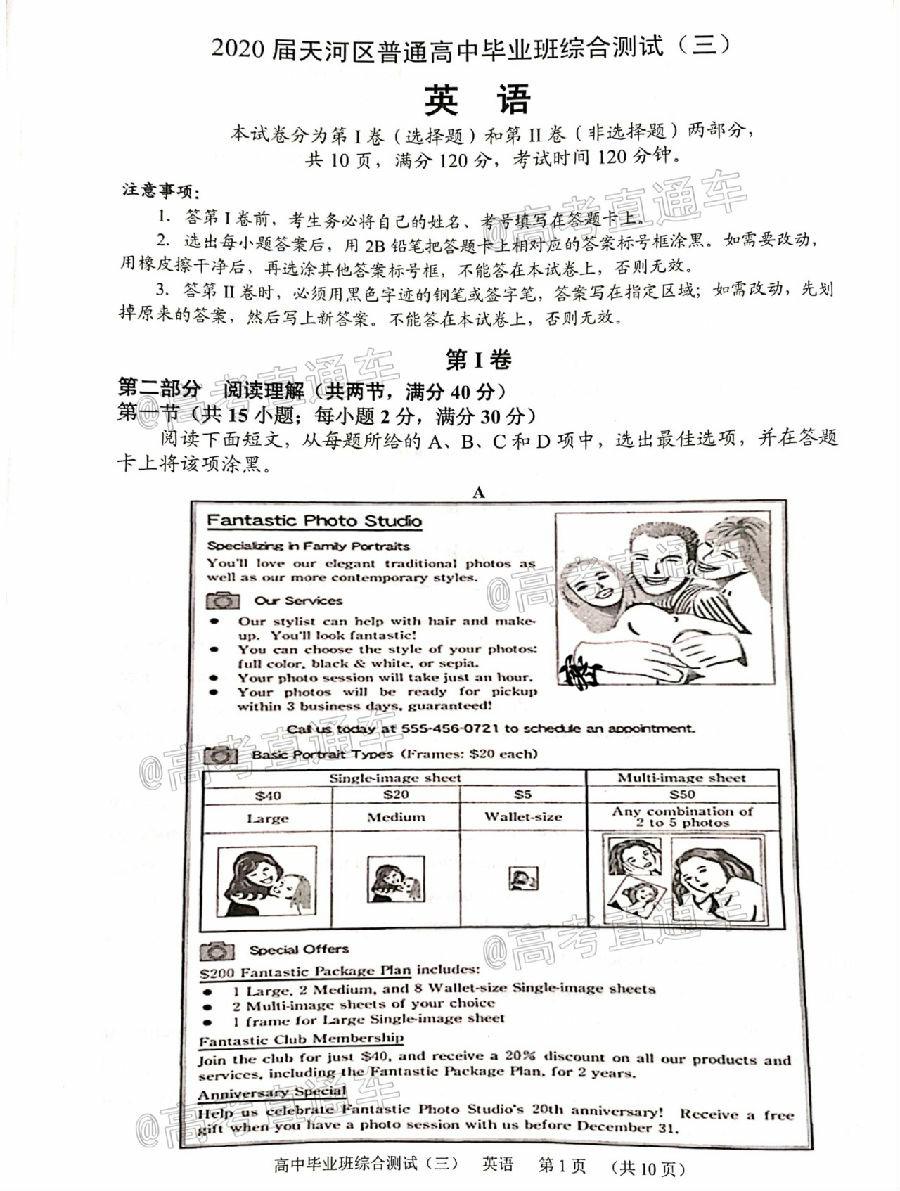 2020 届天河区普通高中毕业班综合测试（三）
英 语
本试卷分为第 I 卷（选择题）和第 II 卷（非选择题）两部分，
共 10 页，满分 120 分，考试时间 120 分钟。
注意事项：
1. 答第 I 卷前，考生务必将自己的姓名、考号填写在答题卡上。
2. 选出每小题答案后，用 2B 铅笔把答题卡上相对应的答案标号框涂黑。如需要改动，
用橡皮擦干净后，再选涂其他答案标号框，不能答在本试卷上，否则无效。
3. 答第 II 卷时，必须用黑色字迹的钢笔或签字笔，答案写在指定区域；如需改动，先划
掉原来的答案，然后写上新答案。不能答在本试卷上，否则无效。
第 I 卷
第二部分 阅读理解（共两节，满分 40 分）
第一节（共 15 小题；每小题 2 分，满分 30 分）
阅读下面短文，从每题所给的 A、B、C 和 D 项中，选出最佳选项，并在答题
卡上将该项涂黑。
A
Fantastic Photo Studio
Specializing in Family Portraits
You'll love our elegant traditional photos as
well as our more contemporary styles.
Our Services
● Our stylist can help with hair and make-
up. You'll look fantastic!
● You can choose the style of your photos:
full color, black & white, or sepia.
● Your photo session will take just an hour.
● Your photos will be ready for pickup
within 3 business days, guaranteed!
Call us today at 555-456-0721 to schedule an appointment.
Basic Portrait Types (Frames: $20 each)
Single-image sheet Multi-image sheet
$40 $20 $5 $50
Large Medium Wallet-size Any combination of
2 to 5 photos
Special Offers
$200 Fantastic Package Plan includes:
● 1 Large, 2 Medium, and 8 Wallet-size Single-image sheets
● 2 Multi-image sheets of your choice
● 1 frame for Large Single-image sheet
Fantastic Club Membership
Join the club for just $40, and receive a 20% discount on all our products and
services, including the Fantastic Package Plan, for 2 years.
Anniversary Special
Help us celebrate Fantastic Photo Studio's 20th anniversary! Receive a free
gift when you have a photo session with us before December 31.
高中毕业班综合测试（三） 英语 第 1 页 （共 10 页）
@高考直通车
@高考直通车
@高考直通车
@高考直通车
@高考直通车
@高考直通车